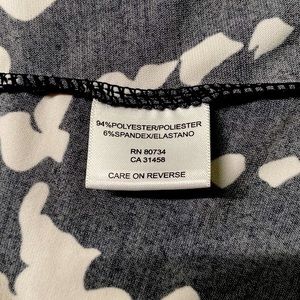 94%POLYESTER/POLIESTER
6%SPANDEX/ELASTANO
RN 80734
CA 31458
CARE ON REVERSE